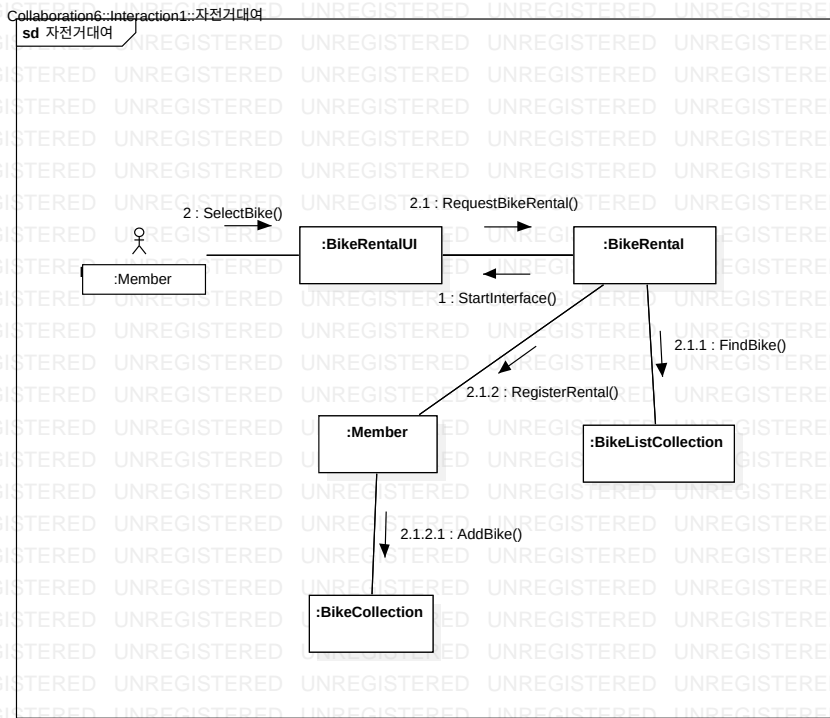 Collaboration6::Interaction1::자전거대여
sd 자전거대여
2 : SelectBike()
2.1 : RequestBikeRental()
:Member
:BikeRentalUI
:BikeRental
1 : StartInterface()
2.1.1 : FindBike()
2.1.2 : RegisterRental()
:Member
:BikeListCollection
2.1.2.1 : AddBike()
:BikeCollection
UNREGISTERED